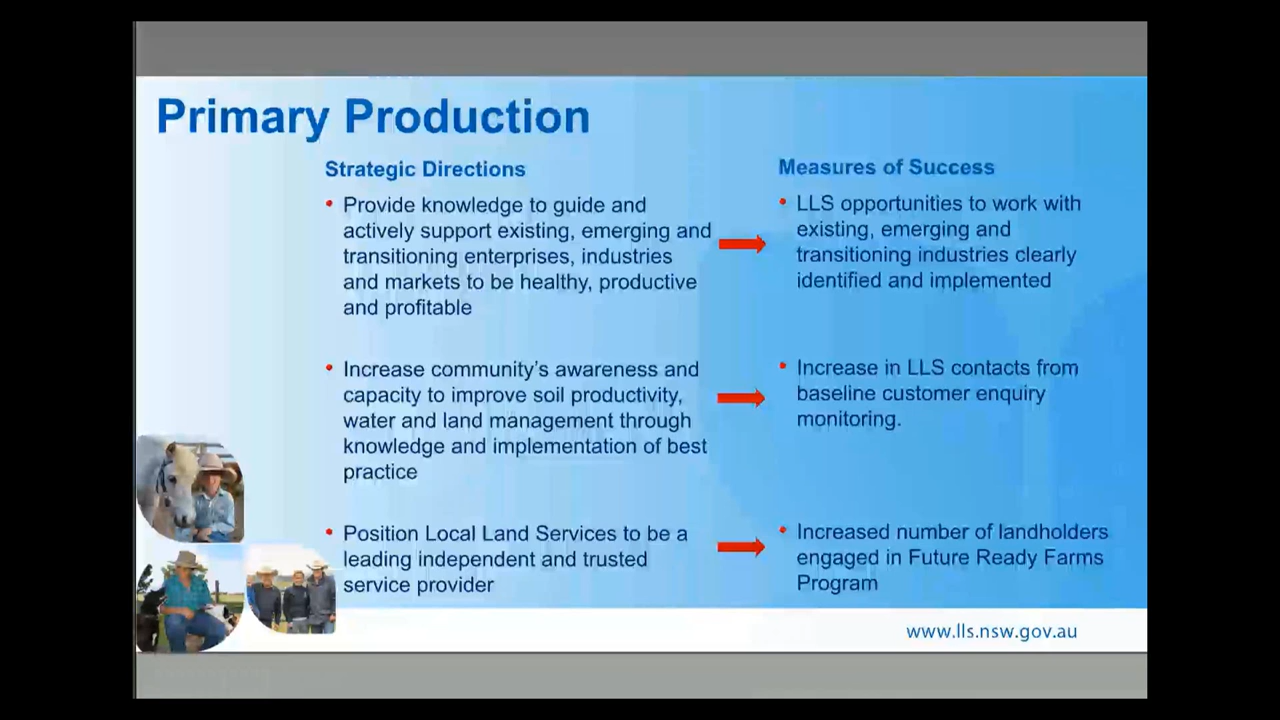 Primary Production
Strategic Directions
• Provide knowledge to guide and
actively support existing, emerging and
transitioning enterprises, industries
and markets to be healthy, productive
and profitable
• Increase community’s awareness and
capacity to improve soil productivity,
water and land management through
knowledge and implementation of best
practice
• Position Local Land Services to be a
leading independent and trusted
service provider
Measures of Success
• LLS opportunities to work with
existing, emerging and
transitioning industries clearly
identified and implemented
• Increase in LLS contacts from
baseline customer enquiry
monitoring.
• Increased number of landholders
engaged in Future Ready Farms
Program
www.lls.nsw.gov.au